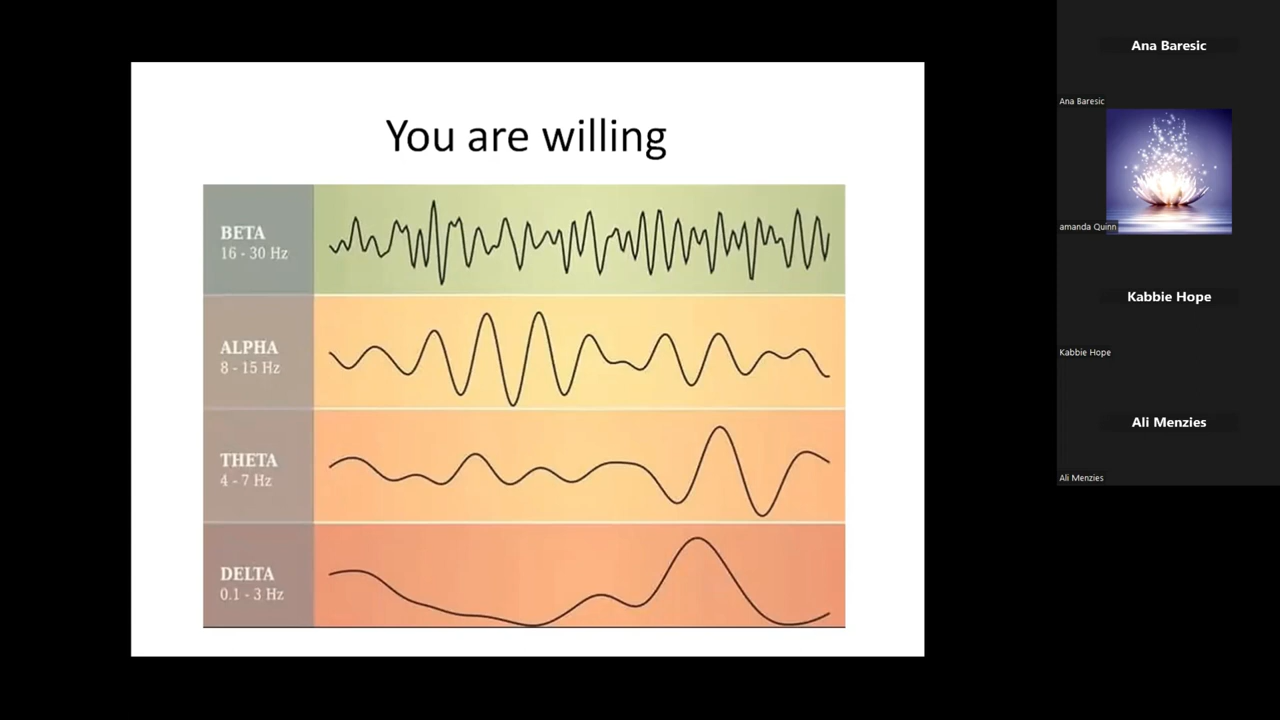 You are willing
BETA
16 - 30 Hz
ALPHA
8 - 15 Hz
THETA
4 - 7 Hz
DELTA
0.1 - 3 Hz
Ana Baresic
Ana Baresic
amanda Quinn
Kabbie Hope
Kabbie Hope
Ali Menzies
Ali Menzies